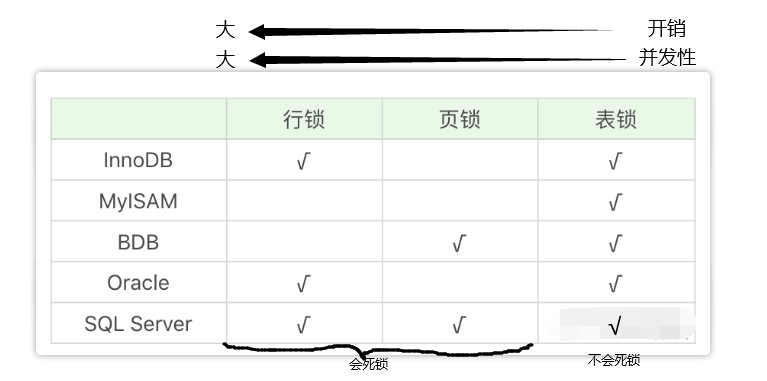 大 开销
大 并发性
行锁 页锁 表锁
InnoDB √ √
MyISAM √
BDB √ √
Oracle √ √
SQL Server √ √ √
会死锁 不会死锁